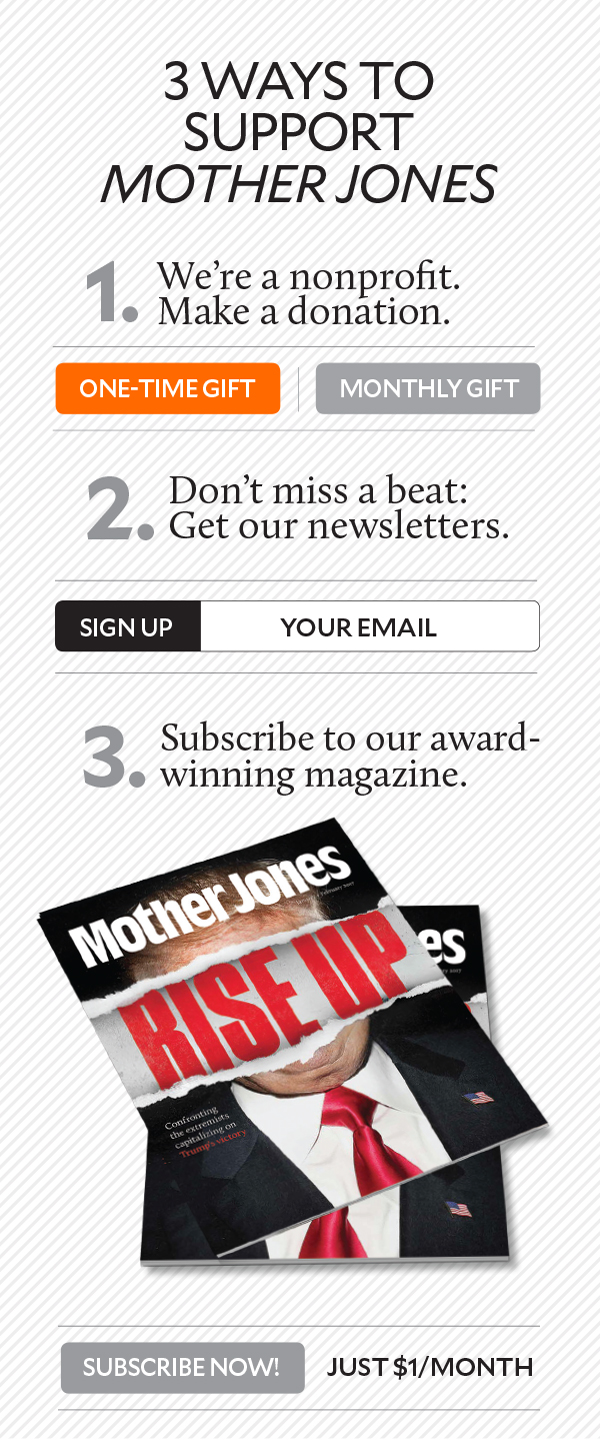 3 WAYS TO
SUPPORT
MOTHER JONES
1. We're a nonprofit.
Make a donation.
ONE-TIME GIFT
MONTHLY GIFT
2. Don't miss a beat:
Get our newsletters.
SIGN UP
YOUR EMAIL
3. Subscribe to our award-
winning magazine.
Mother Jones
RISE UP
Confronting
the extremists
capitalizing on
Trump's victory
es
SUBSCRIBE NOW!
JUST $1/MONTH